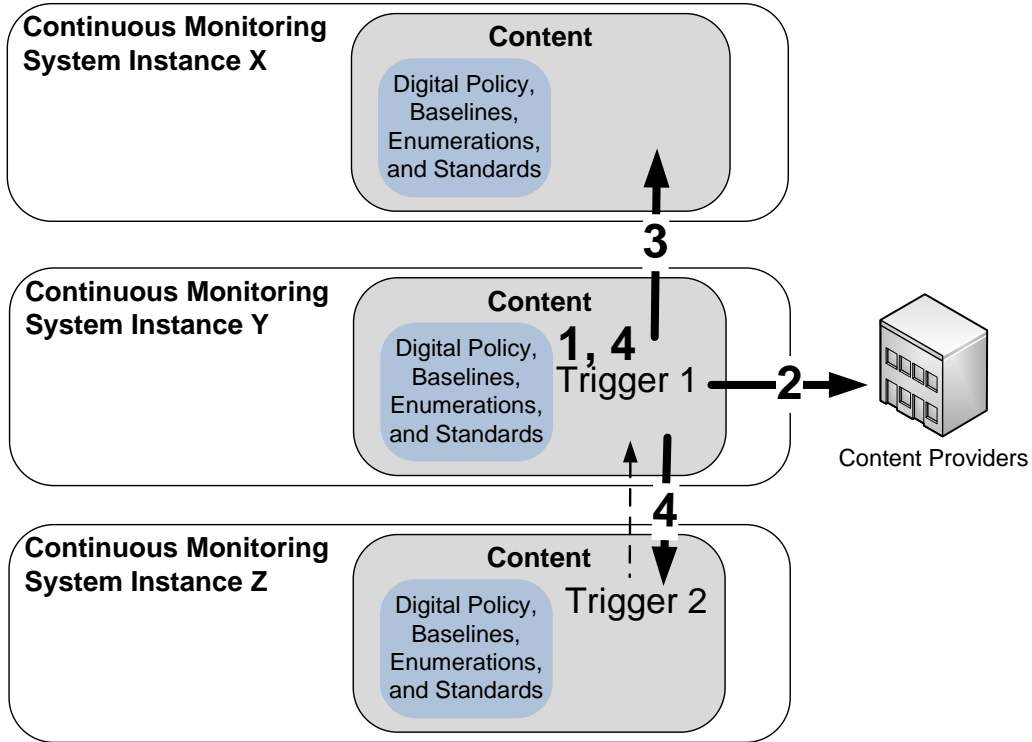 Continuous Monitoring
System Instance X
Content
Digital Policy,
Baselines,
Enumerations,
and Standards
3
Continuous Monitoring
System Instance Y
Content
Digital Policy,
Baselines,
Enumerations,
and Standards
1, 4
Trigger 1
2
Content Providers
4
Continuous Monitoring
System Instance Z
Content
Digital Policy,
Baselines,
Enumerations,
and Standards
Trigger 2